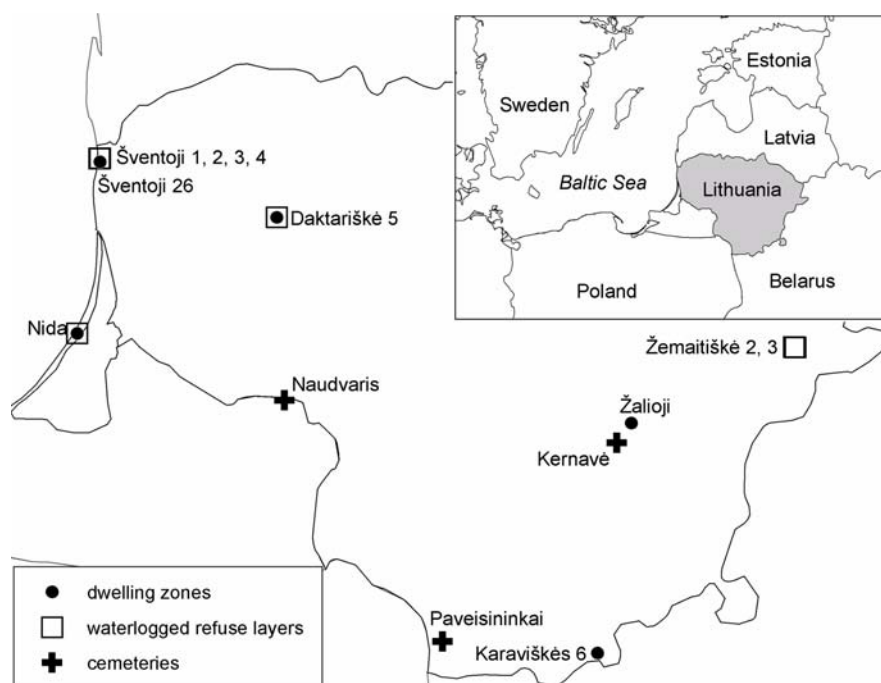 Estonia
Sweden
Latvia
Baltic Sea
Lithuania
Belarus
Poland
Šventoji 1, 2, 3, 4
Šventoji 26
Daktariškė 5
Nida
Žemaitiškė 2, 3
Naudvaris
Žalioji
Kernavė
Paveisininkai
Karaviškės 6
dwelling zones
waterlogged refuse layers
cemeteries